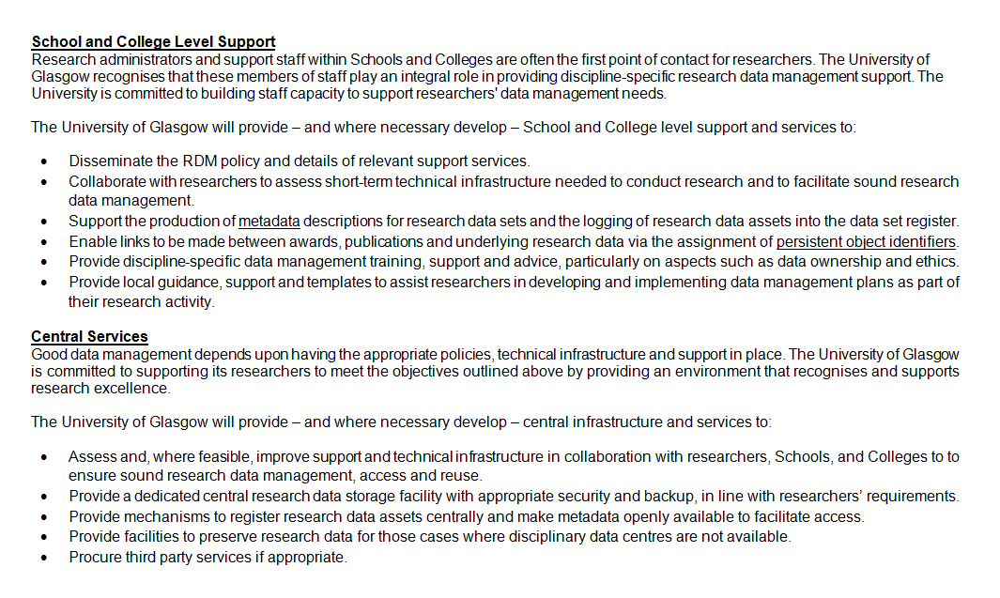 School and College Level Support
Research administrators and support staff within Schools and Colleges are often the first point of contact for researchers. The University of
Glasgow recognises that these members of staff play an integral role in providing discipline-specific research data management support. The
University is committed to building staff capacity to support researchers' data management needs.
The University of Glasgow will provide – and where necessary develop – School and College level support and services to:
• Disseminate the RDM policy and details of relevant support services.
• Collaborate with researchers to assess short-term technical infrastructure needed to conduct research and to facilitate sound research
data management.
• Support the production of metadata descriptions for research data sets and the logging of research data assets into the data set register.
• Enable links to be made between awards, publications and underlying research data via the assignment of persistent object identifiers.
• Provide discipline-specific data management training, support and advice, particularly on aspects such as data ownership and ethics.
• Provide local guidance, support and templates to assist researchers in developing and implementing data management plans as part of
their research activity.
Central Services
Good data management depends upon having the appropriate policies, technical infrastructure and support in place. The University of Glasgow
is committed to supporting its researchers to meet the objectives outlined above by providing an environment that recognises and supports
research excellence.
The University of Glasgow will provide – and where necessary develop – central infrastructure and services to:
• Assess and, where feasible, improve support and technical infrastructure in collaboration with researchers, Schools, and Colleges to to
ensure sound research data management, access and reuse.
• Provide a dedicated central research data storage facility with appropriate security and backup, in line with researchers’ requirements.
• Provide mechanisms to register research data assets centrally and make metadata openly available to facilitate access.
• Provide facilities to preserve research data for those cases where disciplinary data centres are not available.
• Procure third party services if appropriate.